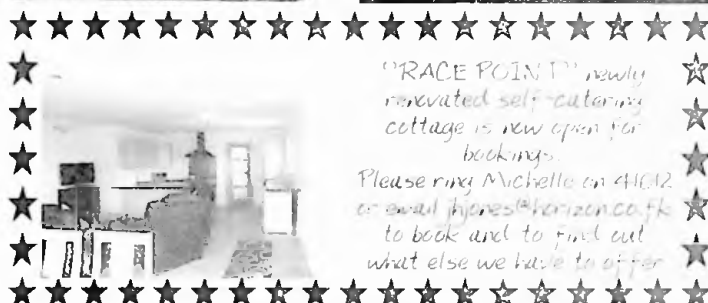 "RACE POINT" newly
renovated self-catering
cottage is now open for
bookings.
Please ring Michelle on 41012
or email jhjones@horizon.co.fk
to book and to find out
what else we have to offer